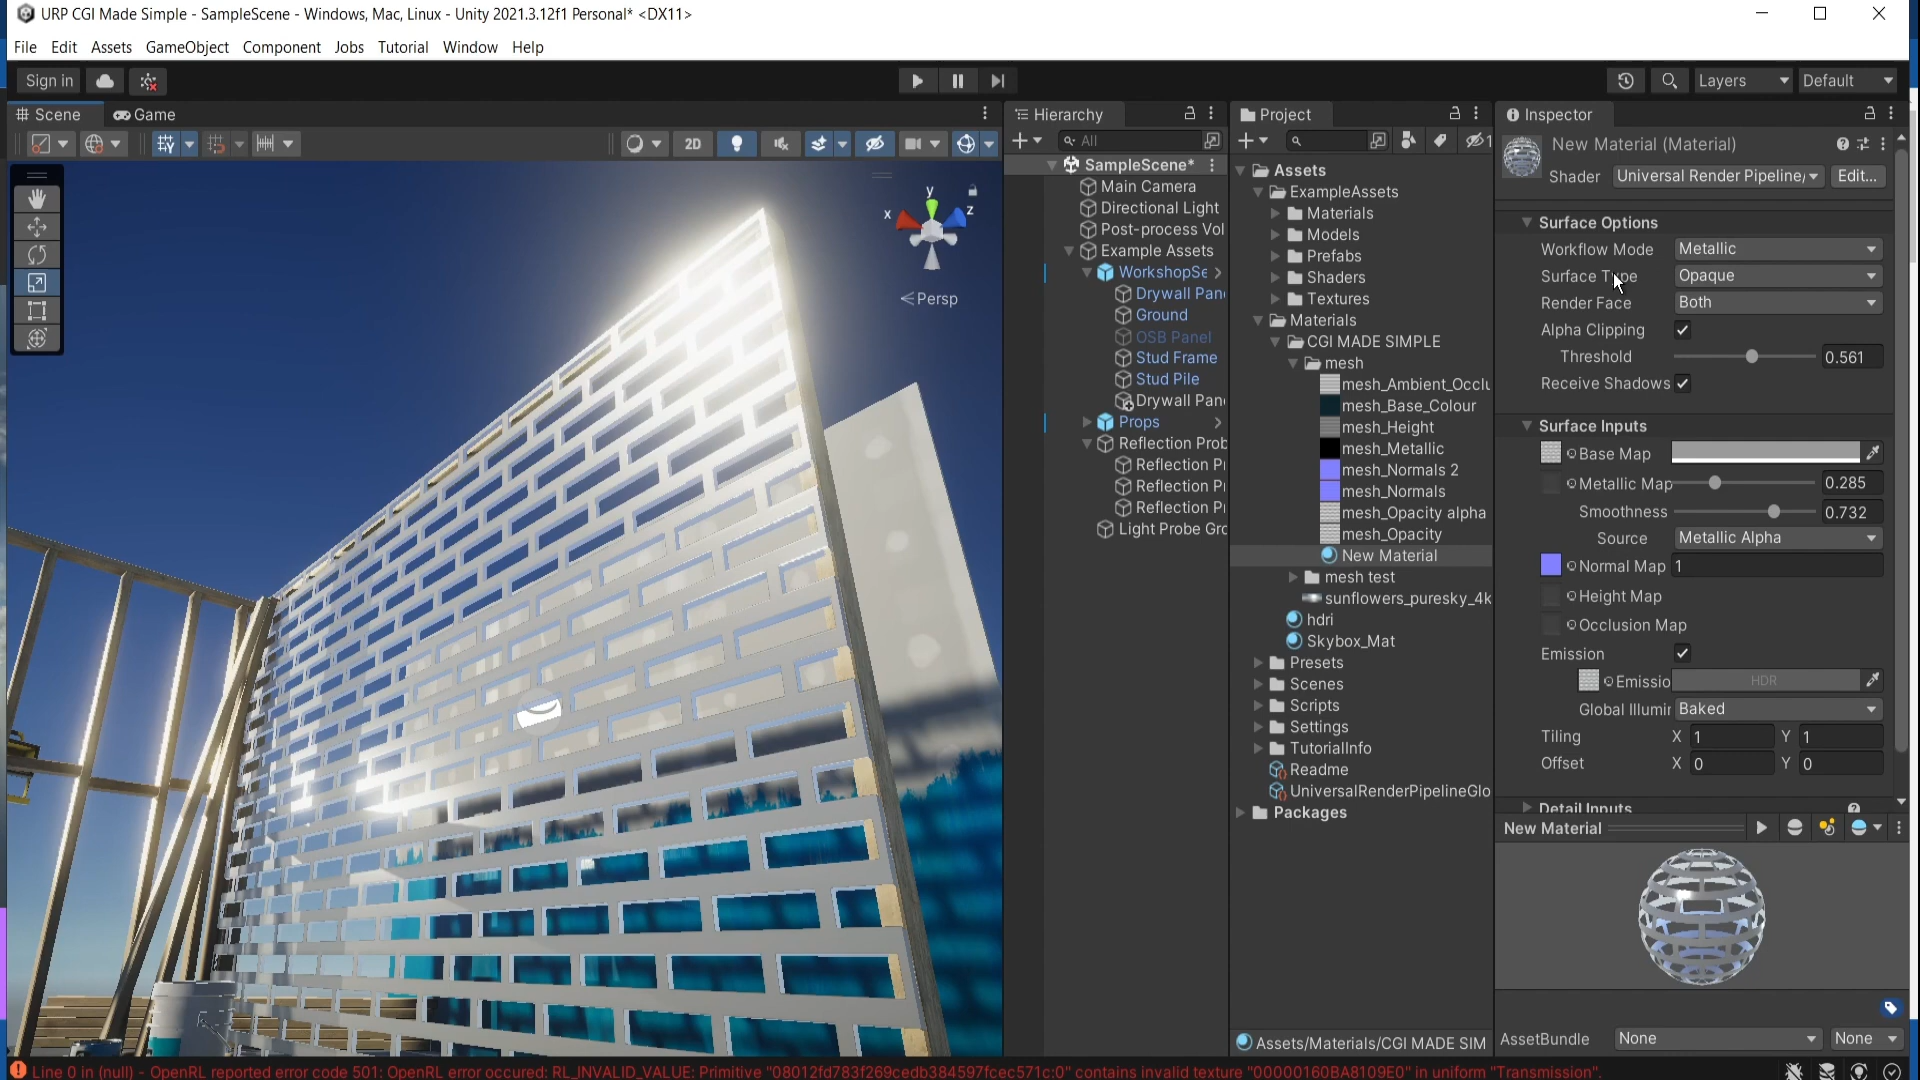 URP CGI Made Simple - SampleScene - Windows, Mac, Linux - Unity 2021.3.12f1 Personal* <DX11>
File Edit Assets GameObject Component Jobs Tutorial Window Help
Sign in
Layers
Default
Scene
Game
2D
y
x
z
Persp
Hierarchy
All
SampleScene*
Main Camera
Directional Light
Post-process Vol
Example Assets
WorkshopSe
Drywall Pane
Ground
OSB Panel
Stud Frame
Stud Pile
Drywall Pan
Props
Reflection Prob
Reflection P
Reflection P
Reflection P
Light Probe Gro
Project
1
Assets
ExampleAssets
Materials
Models
Prefabs
Shaders
Textures
Materials
CGI MADE SIMPLE
mesh
mesh_Ambient_Occlu
mesh_Base_Colour
mesh_Height
mesh_Metallic
mesh_Normals 2
mesh_Normals
mesh_Opacity alpha
mesh_Opacity
New Material
mesh test
sunflowers_puresky_4k
hdri
Skybox_Mat
Presets
Scenes
Scripts
Settings
TutorialInfo
Readme
UniversalRenderPipelineGlo
Packages
Assets/Materials/CGI MADE SIM
Inspector
New Material (Material)
Shader Universal Render Pipeline/ Edit...
Surface Options
Workflow Mode Metallic
Surface Type Opaque
Render Face Both
Alpha Clipping
Threshold 0.561
Receive Shadows
Surface Inputs
Base Map
Metallic Map 0.285
Smoothness 0.732
Source Metallic Alpha
Normal Map 1
Height Map
Occlusion Map
Emission
Emissio HDR
Global Illumir Baked
Tiling X 1 Y 1
Offset X 0 Y 0
Detail Inputs
New Material
AssetBundle None None
Line 0 in (null) - OpenRL reported error code 501: OpenRL error occured: RL_INVALID_VALUE: Primitive "08012fd783f269cedb384597fcec571c:0" contains invalid texture "00000160BA8109E0" in uniform "Transmission".